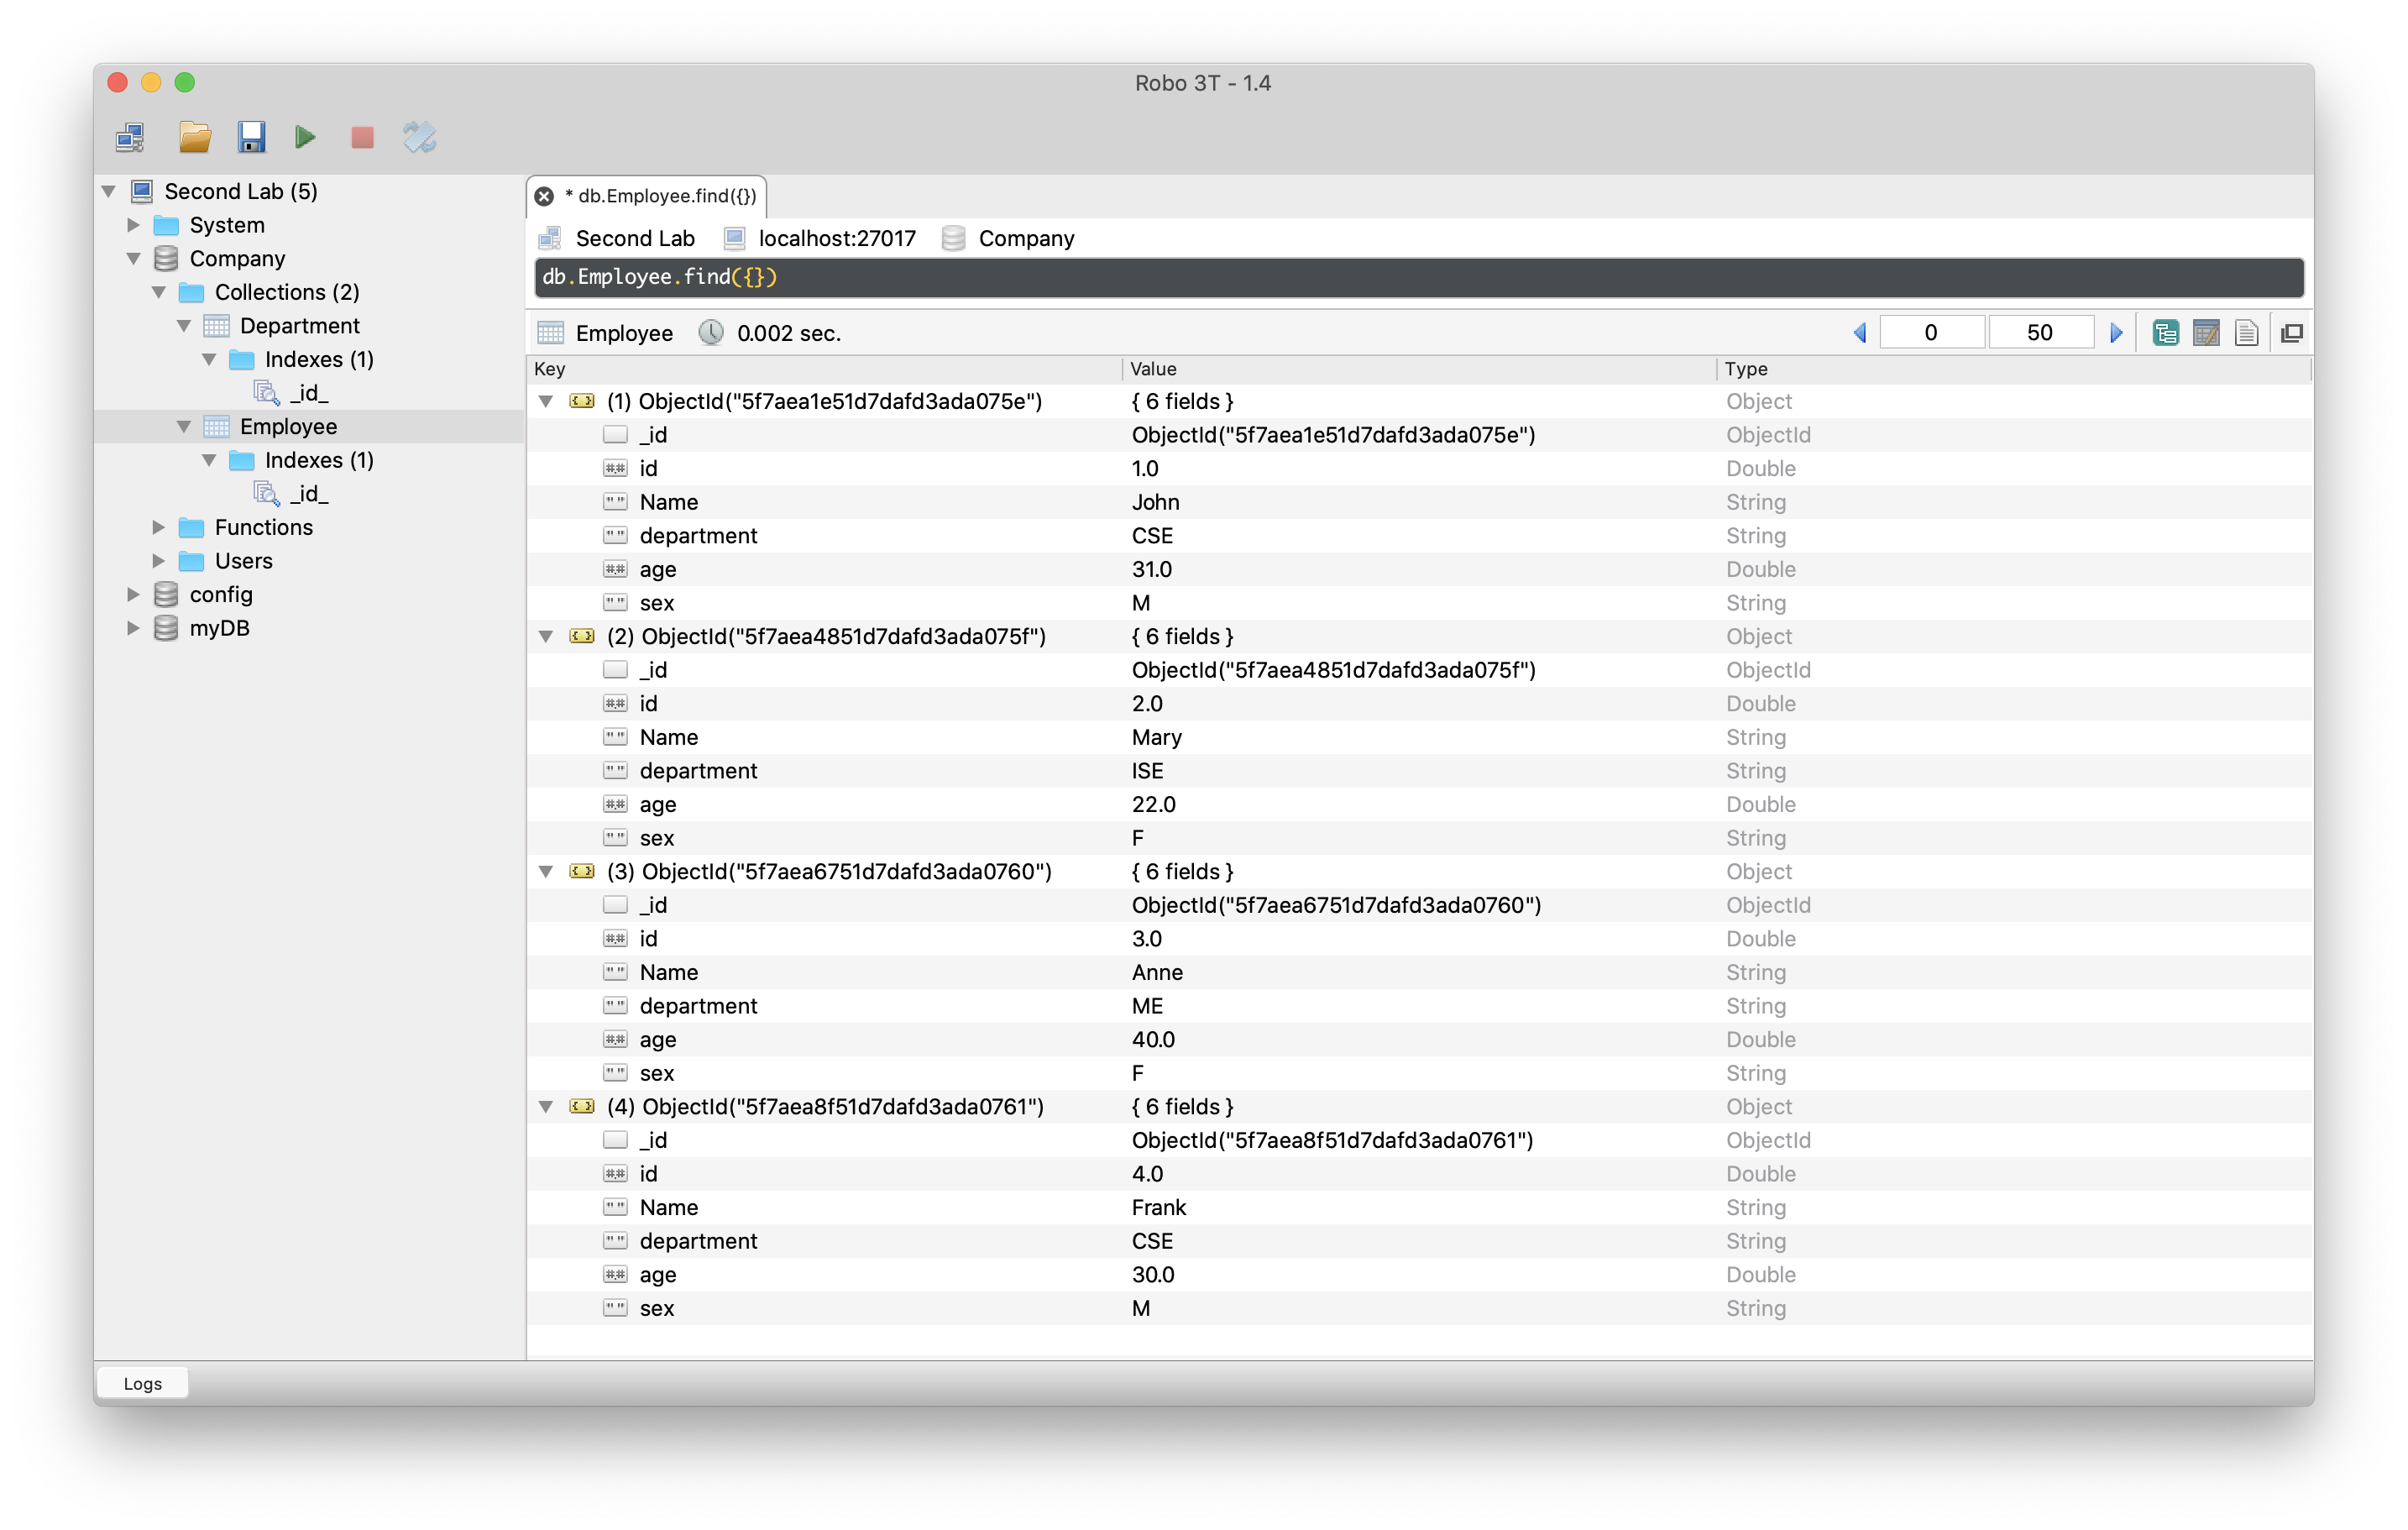 Robo 3T - 1.4
Second Lab (5)
System
Company
Collections (2)
Department
Indexes (1)
_id_
Employee
Indexes (1)
_id_
Functions
Users
config
myDB
* db.Employee.find({})
Second Lab localhost:27017 Company
db.Employee.find({})
Employee 0.002 sec. 0 50
Key Value Type
(1) ObjectId("5f7aea1e51d7dafd3ada075e") { 6 fields } Object
_id ObjectId("5f7aea1e51d7dafd3ada075e") ObjectId
id 1.0 Double
Name John String
department CSE String
age 31.0 Double
sex M String
(2) ObjectId("5f7aea4851d7dafd3ada075f") { 6 fields } Object
_id ObjectId("5f7aea4851d7dafd3ada075f") ObjectId
id 2.0 Double
Name Mary String
department ISE String
age 22.0 Double
sex F String
(3) ObjectId("5f7aea6751d7dafd3ada0760") { 6 fields } Object
_id ObjectId("5f7aea6751d7dafd3ada0760") ObjectId
id 3.0 Double
Name Anne String
department ME String
age 40.0 Double
sex F String
(4) ObjectId("5f7aea8f51d7dafd3ada0761") { 6 fields } Object
_id ObjectId("5f7aea8f51d7dafd3ada0761") ObjectId
id 4.0 Double
Name Frank String
department CSE String
age 30.0 Double
sex M String
Logs